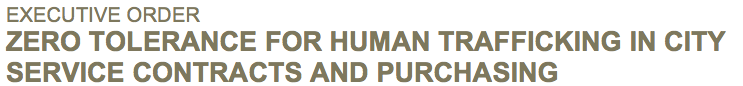 EXECUTIVE ORDER
ZERO TOLERANCE FOR HUMAN TRAFFICKING IN CITY
SERVICE CONTRACTS AND PURCHASING